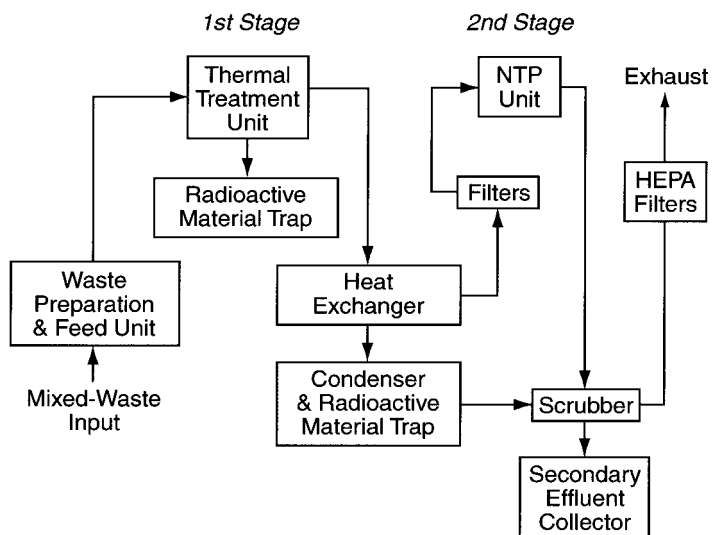 1st Stage
2nd Stage
Thermal
Treatment
Unit
NTP
Unit
Exhaust
Radioactive
Material Trap
Filters
HEPA
Filters
Waste
Preparation
& Feed Unit
Heat
Exchanger
Mixed-Waste
Input
Condenser
& Radioactive
Material Trap
Scrubber
Secondary
Effluent
Collector